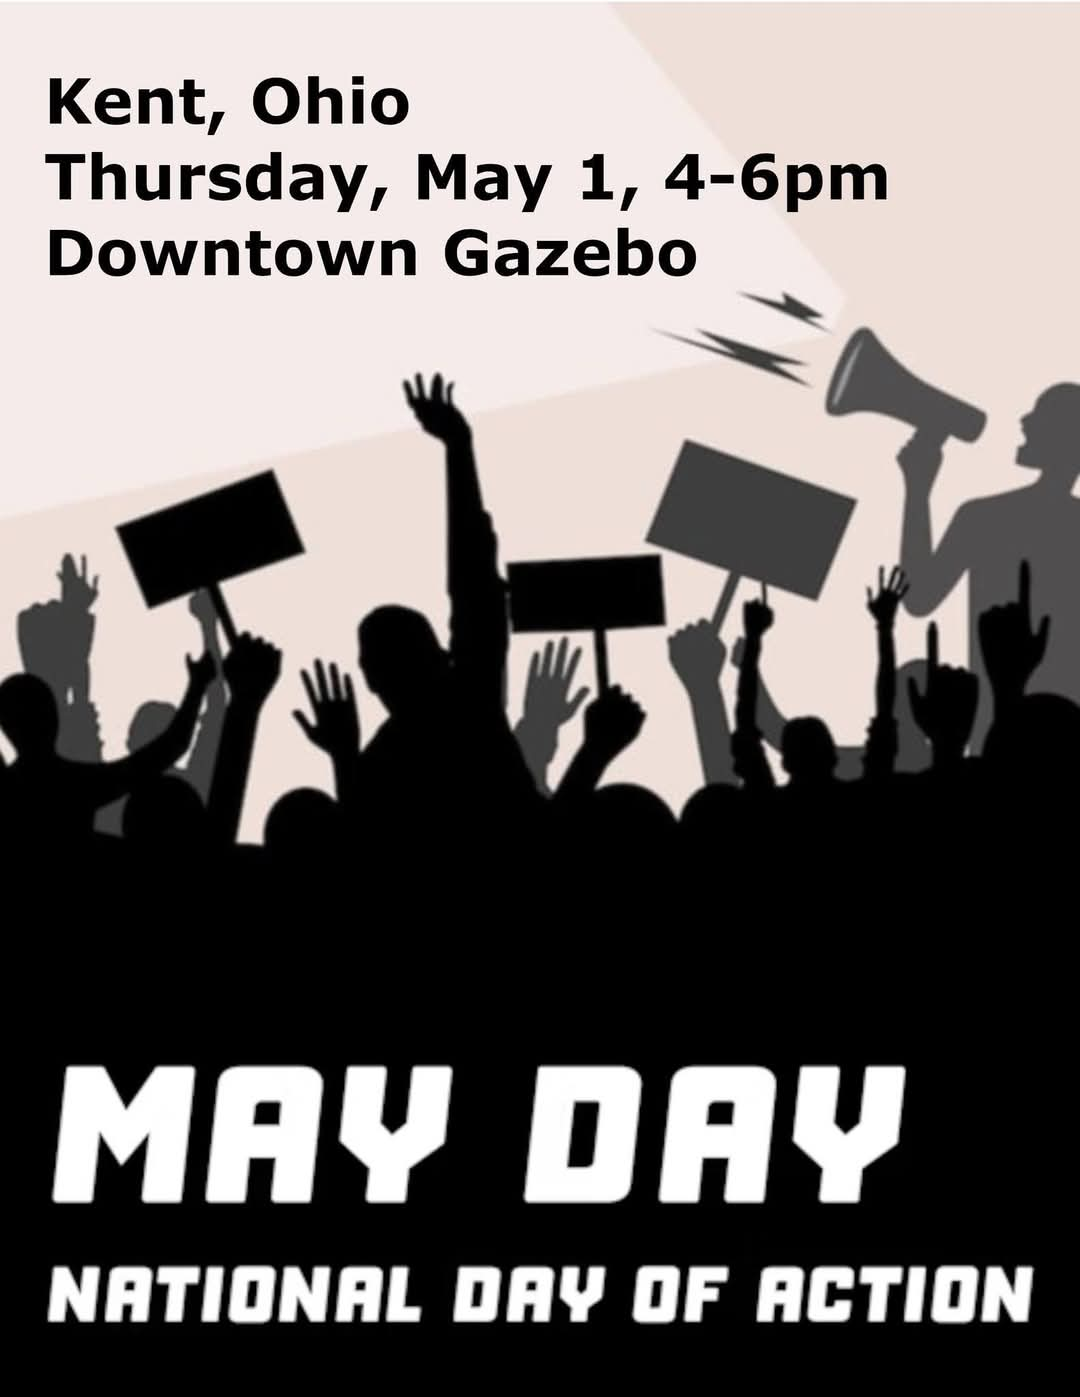 Kent, Ohio
Thursday, May 1, 4-6pm
Downtown Gazebo
MAY DAY
NATIONAL DAY OF ACTION